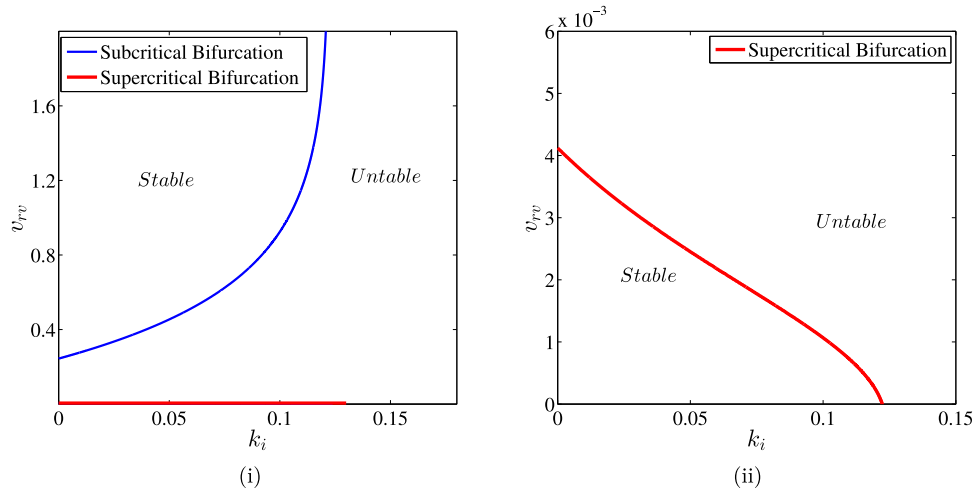 Subcritical Bifurcation
Supercritical Bifurcation
1.6
1.2
0.8
0.4
v_rv
Stable
Untable
0
0.05
0.1
0.15
k_i
(i)
x 10^-3
Supercritical Bifurcation
6
5
4
3
2
1
0
v_rv
Untable
Stable
0
0.05
0.1
0.15
k_i
(ii)